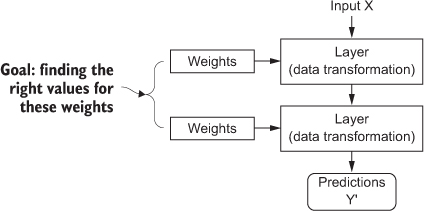 Input X
Weights
Layer
(data transformation)
Goal: finding the
right values for
these weights
Weights
Layer
(data transformation)
Predictions
Y'